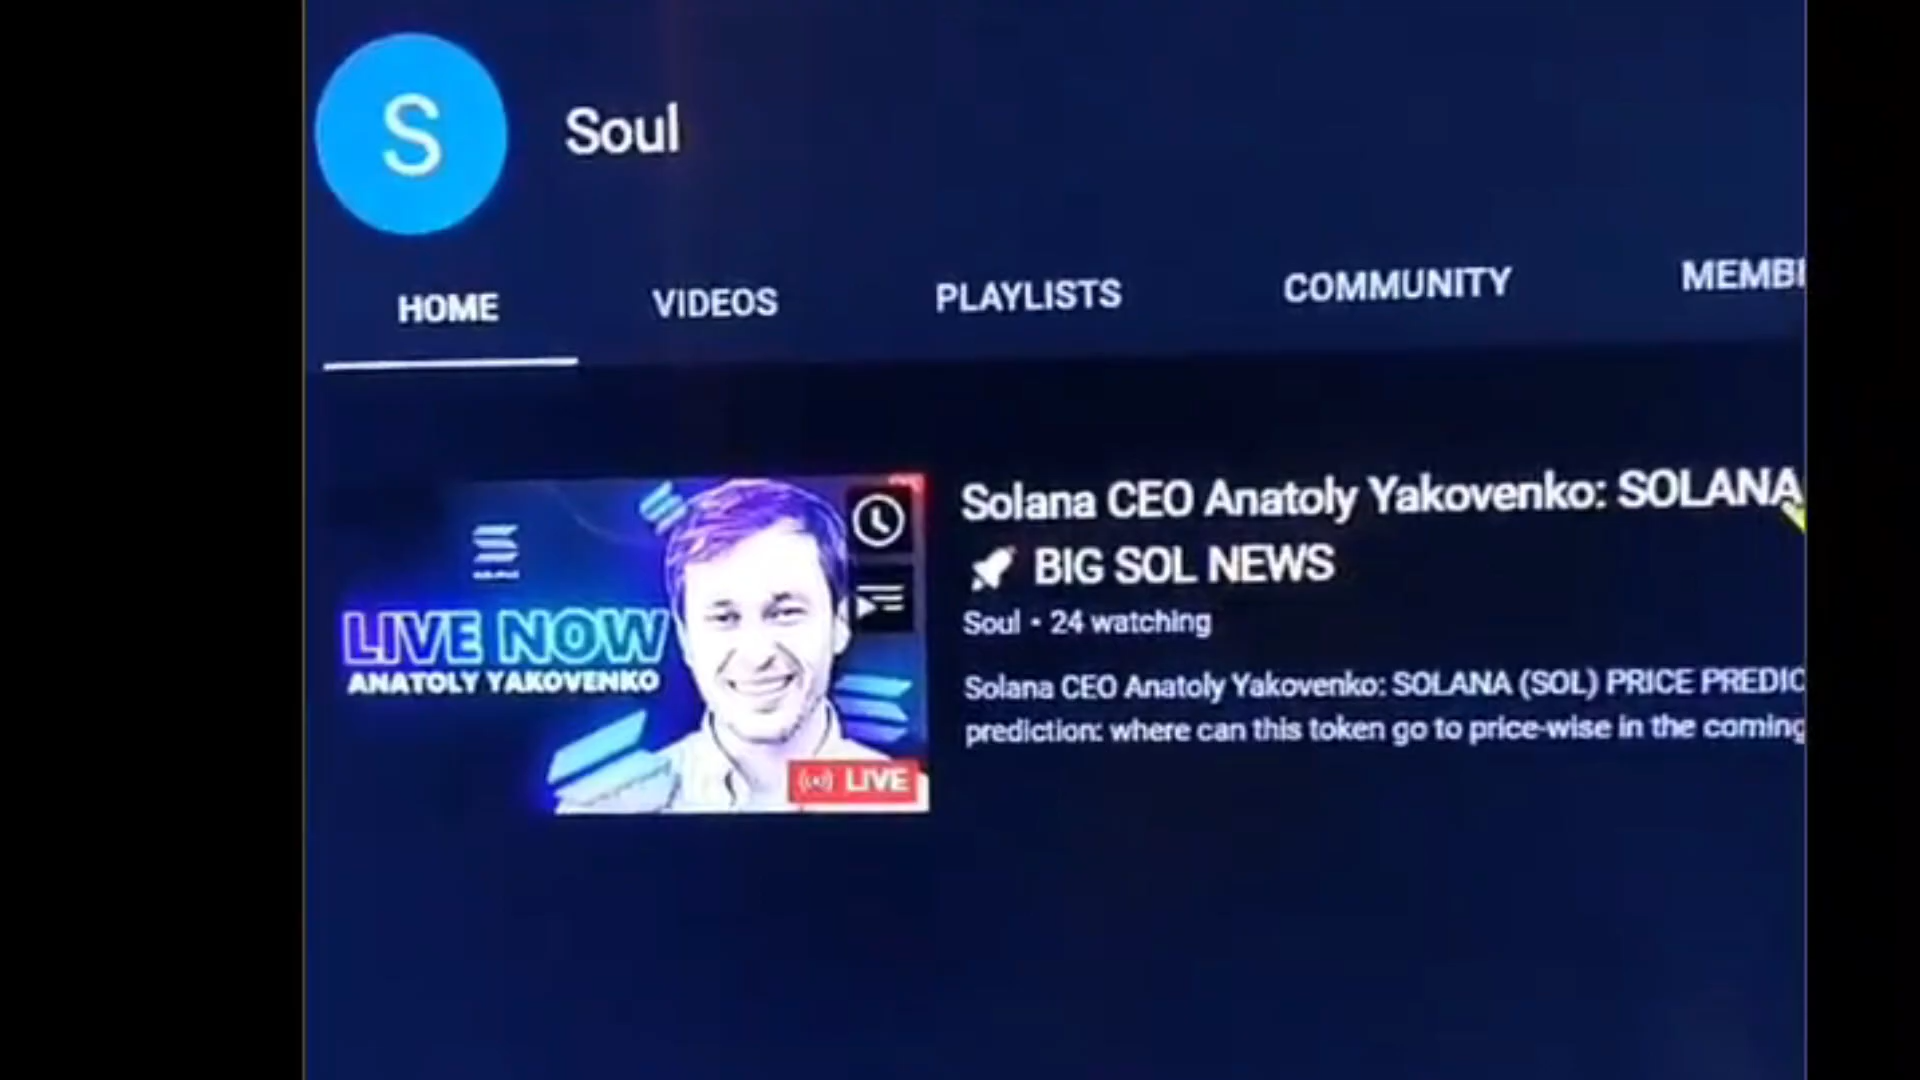 S
Soul
HOME VIDEOS PLAYLISTS COMMUNITY MEMB
LIVE NOW
ANATOLY YAKOVENKO
LIVE
Solana CEO Anatoly Yakovenko: SOLANA
BIG SOL NEWS
Soul • 24 watching
Solana CEO Anatoly Yakovenko: SOLANA (SOL) PRICE PREDIC
prediction: where can this token go to price-wise in the coming